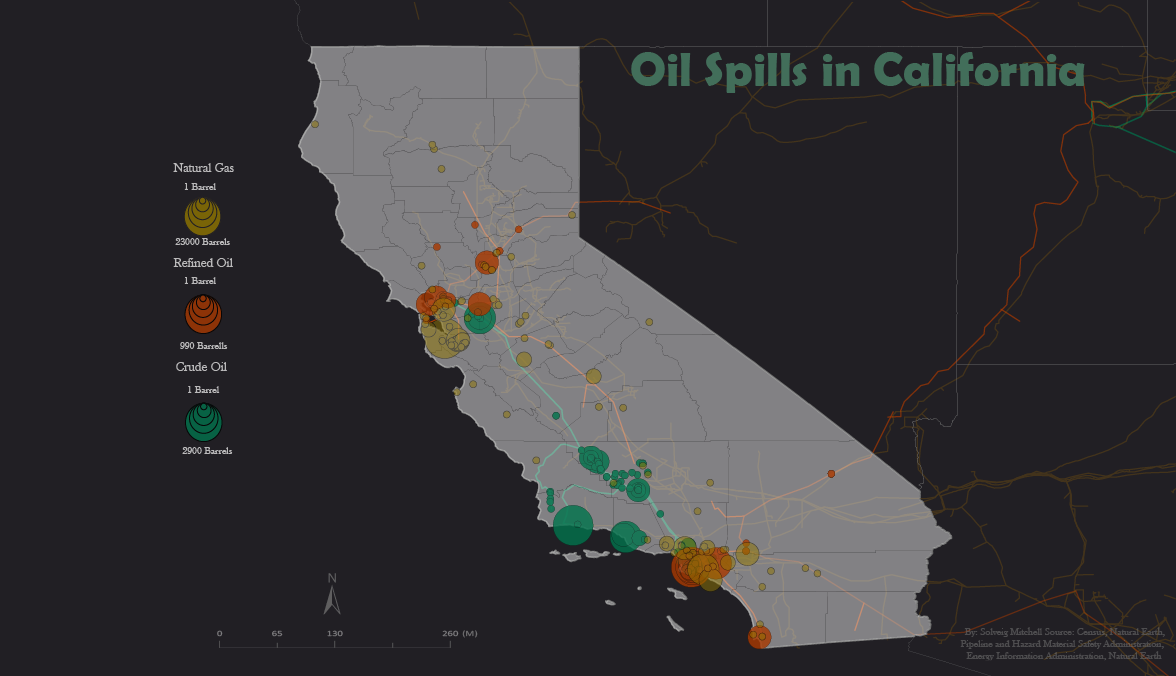 Oil Spills in California
Natural Gas
1 Barrel
23000 Barrels
Refined Oil
1 Barrel
990 Barrells
Crude Oil
1 Barrel
2900 Barrels
N
0 65 130 260 (M)
By: Solveig Mitchell Source: Census, Natural Earth,
Pipeline and Hazard Material Safety Administration,
Energy Information Administration, Natural Earth